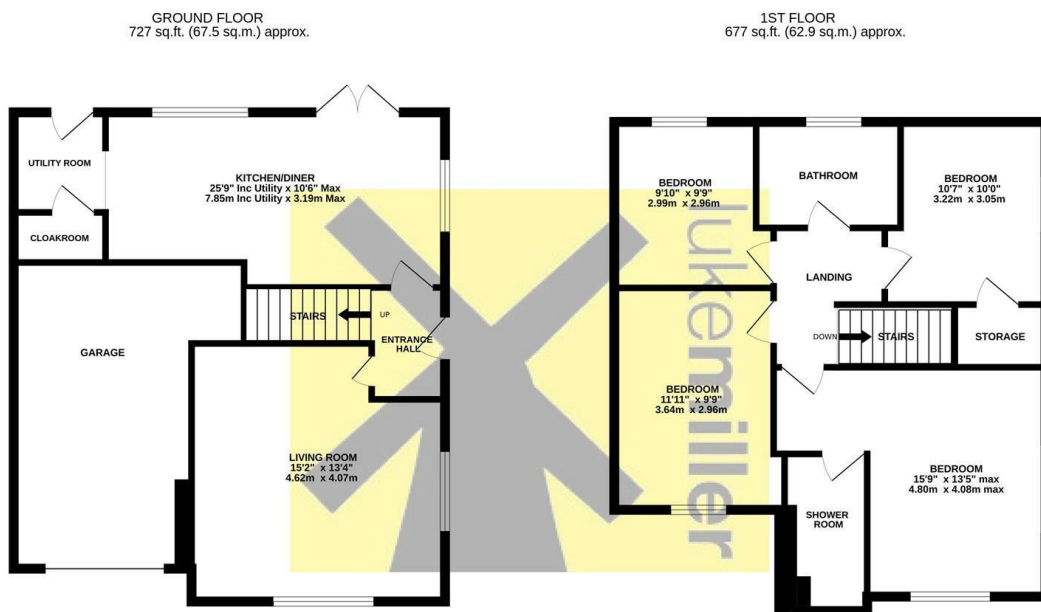 GROUND FLOOR
727 sq.ft. (67.5 sq.m.) approx.
UTILITY ROOM
CLOAKROOM
KITCHEN/DINER
25'9" Inc Utility x 10'6" Max
7.85m Inc Utility x 3.19m Max
STAIRS
UP
ENTRANCE
HALL
GARAGE
LIVING ROOM
15'2" x 13'4"
4.62m x 4.07m
1ST FLOOR
677 sq.ft. (62.9 sq.m.) approx.
BEDROOM
9'10" x 9'9"
2.99m x 2.96m
BATHROOM
BEDROOM
10'7" x 10'0"
3.22m x 3.05m
LANDING
DOWN
STAIRS
STORAGE
BEDROOM
11'11" x 9'9"
3.64m x 2.96m
BEDROOM
15'9" x 13'5" max
4.80m x 4.08m max
SHOWER
ROOM
lukemiller